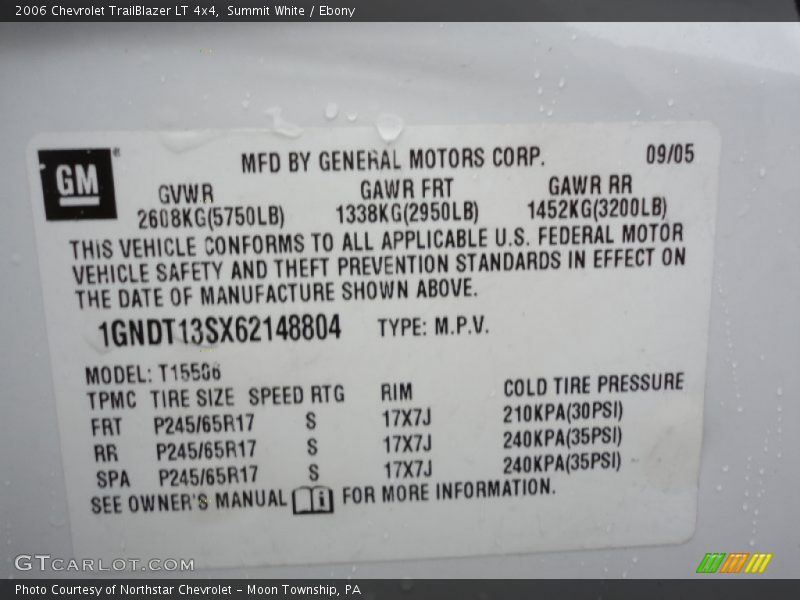 2006 Chevrolet TrailBlazer LT 4x4,  Summit White / Ebony
GM®
MFD BY GENERAL MOTORS CORP. 09/05
GVWR GAWR FRT GAWR RR
2608KG(5750LB) 1338KG(2950LB) 1452KG(3200LB)
THIS VEHICLE CONFORMS TO ALL APPLICABLE U.S. FEDERAL MOTOR
VEHICLE SAFETY AND THEFT PREVENTION STANDARDS IN EFFECT ON
THE DATE OF MANUFACTURE SHOWN ABOVE.
1GNDT13SX62148804 TYPE: M.P.V.
MODEL: T15506
TPMC TIRE SIZE SPEED RTG RIM COLD TIRE PRESSURE
FRT P245/65R17 S 17X7J 210KPA(30PSI)
RR P245/65R17 S 17X7J 240KPA(35PSI)
SPA P245/65R17 S 17X7J 240KPA(35PSI)
SEE OWNER'S MANUAL i FOR MORE INFORMATION.
GTCARLOT.COM
Photo Courtesy of Northstar Chevrolet - Moon Township, PA